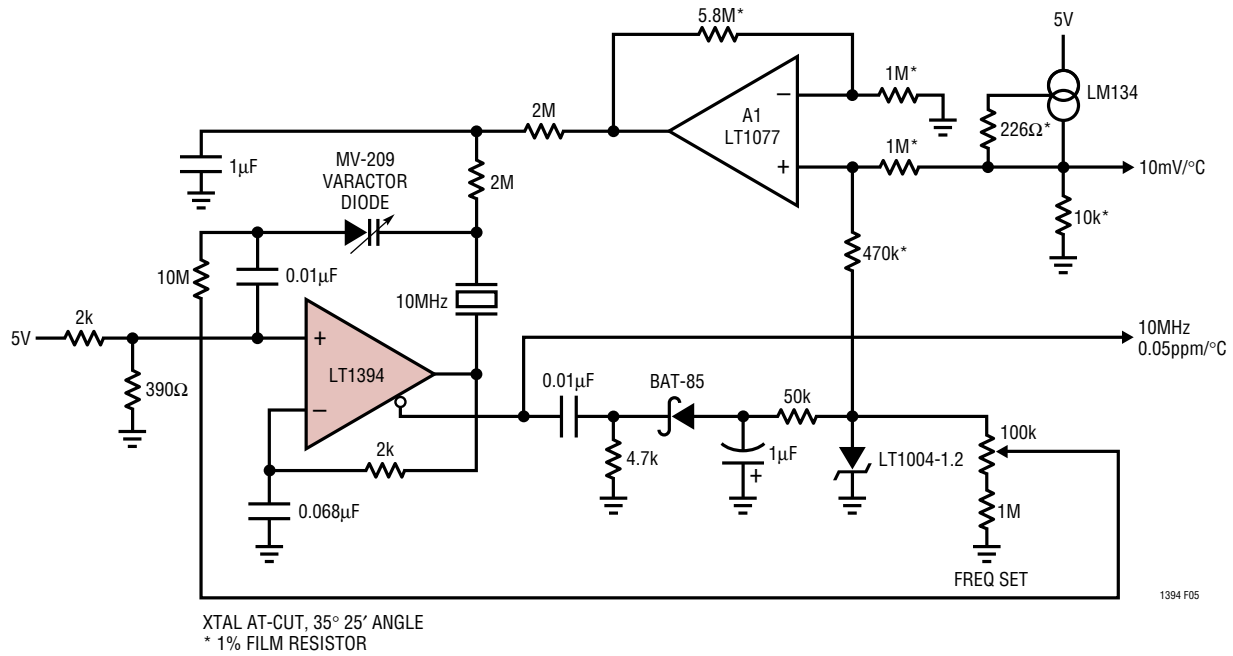 5.8M*
5V
1M*
LM134
2M
A1
LT1077
226Ω*
1M*
10mV/°C
1µF
MV-209
VARACTOR
DIODE
2M
10k*
470k*
10M
0.01µF
10MHz
2k
5V
10MHz
0.05ppm/°C
LT1394
390Ω
0.01µF
BAT-85
50k
100k
2k
4.7k
1µF
LT1004-1.2
0.068µF
1M
FREQ SET
1394 F05
XTAL AT-CUT, 35° 25′ ANGLE
* 1% FILM RESISTOR